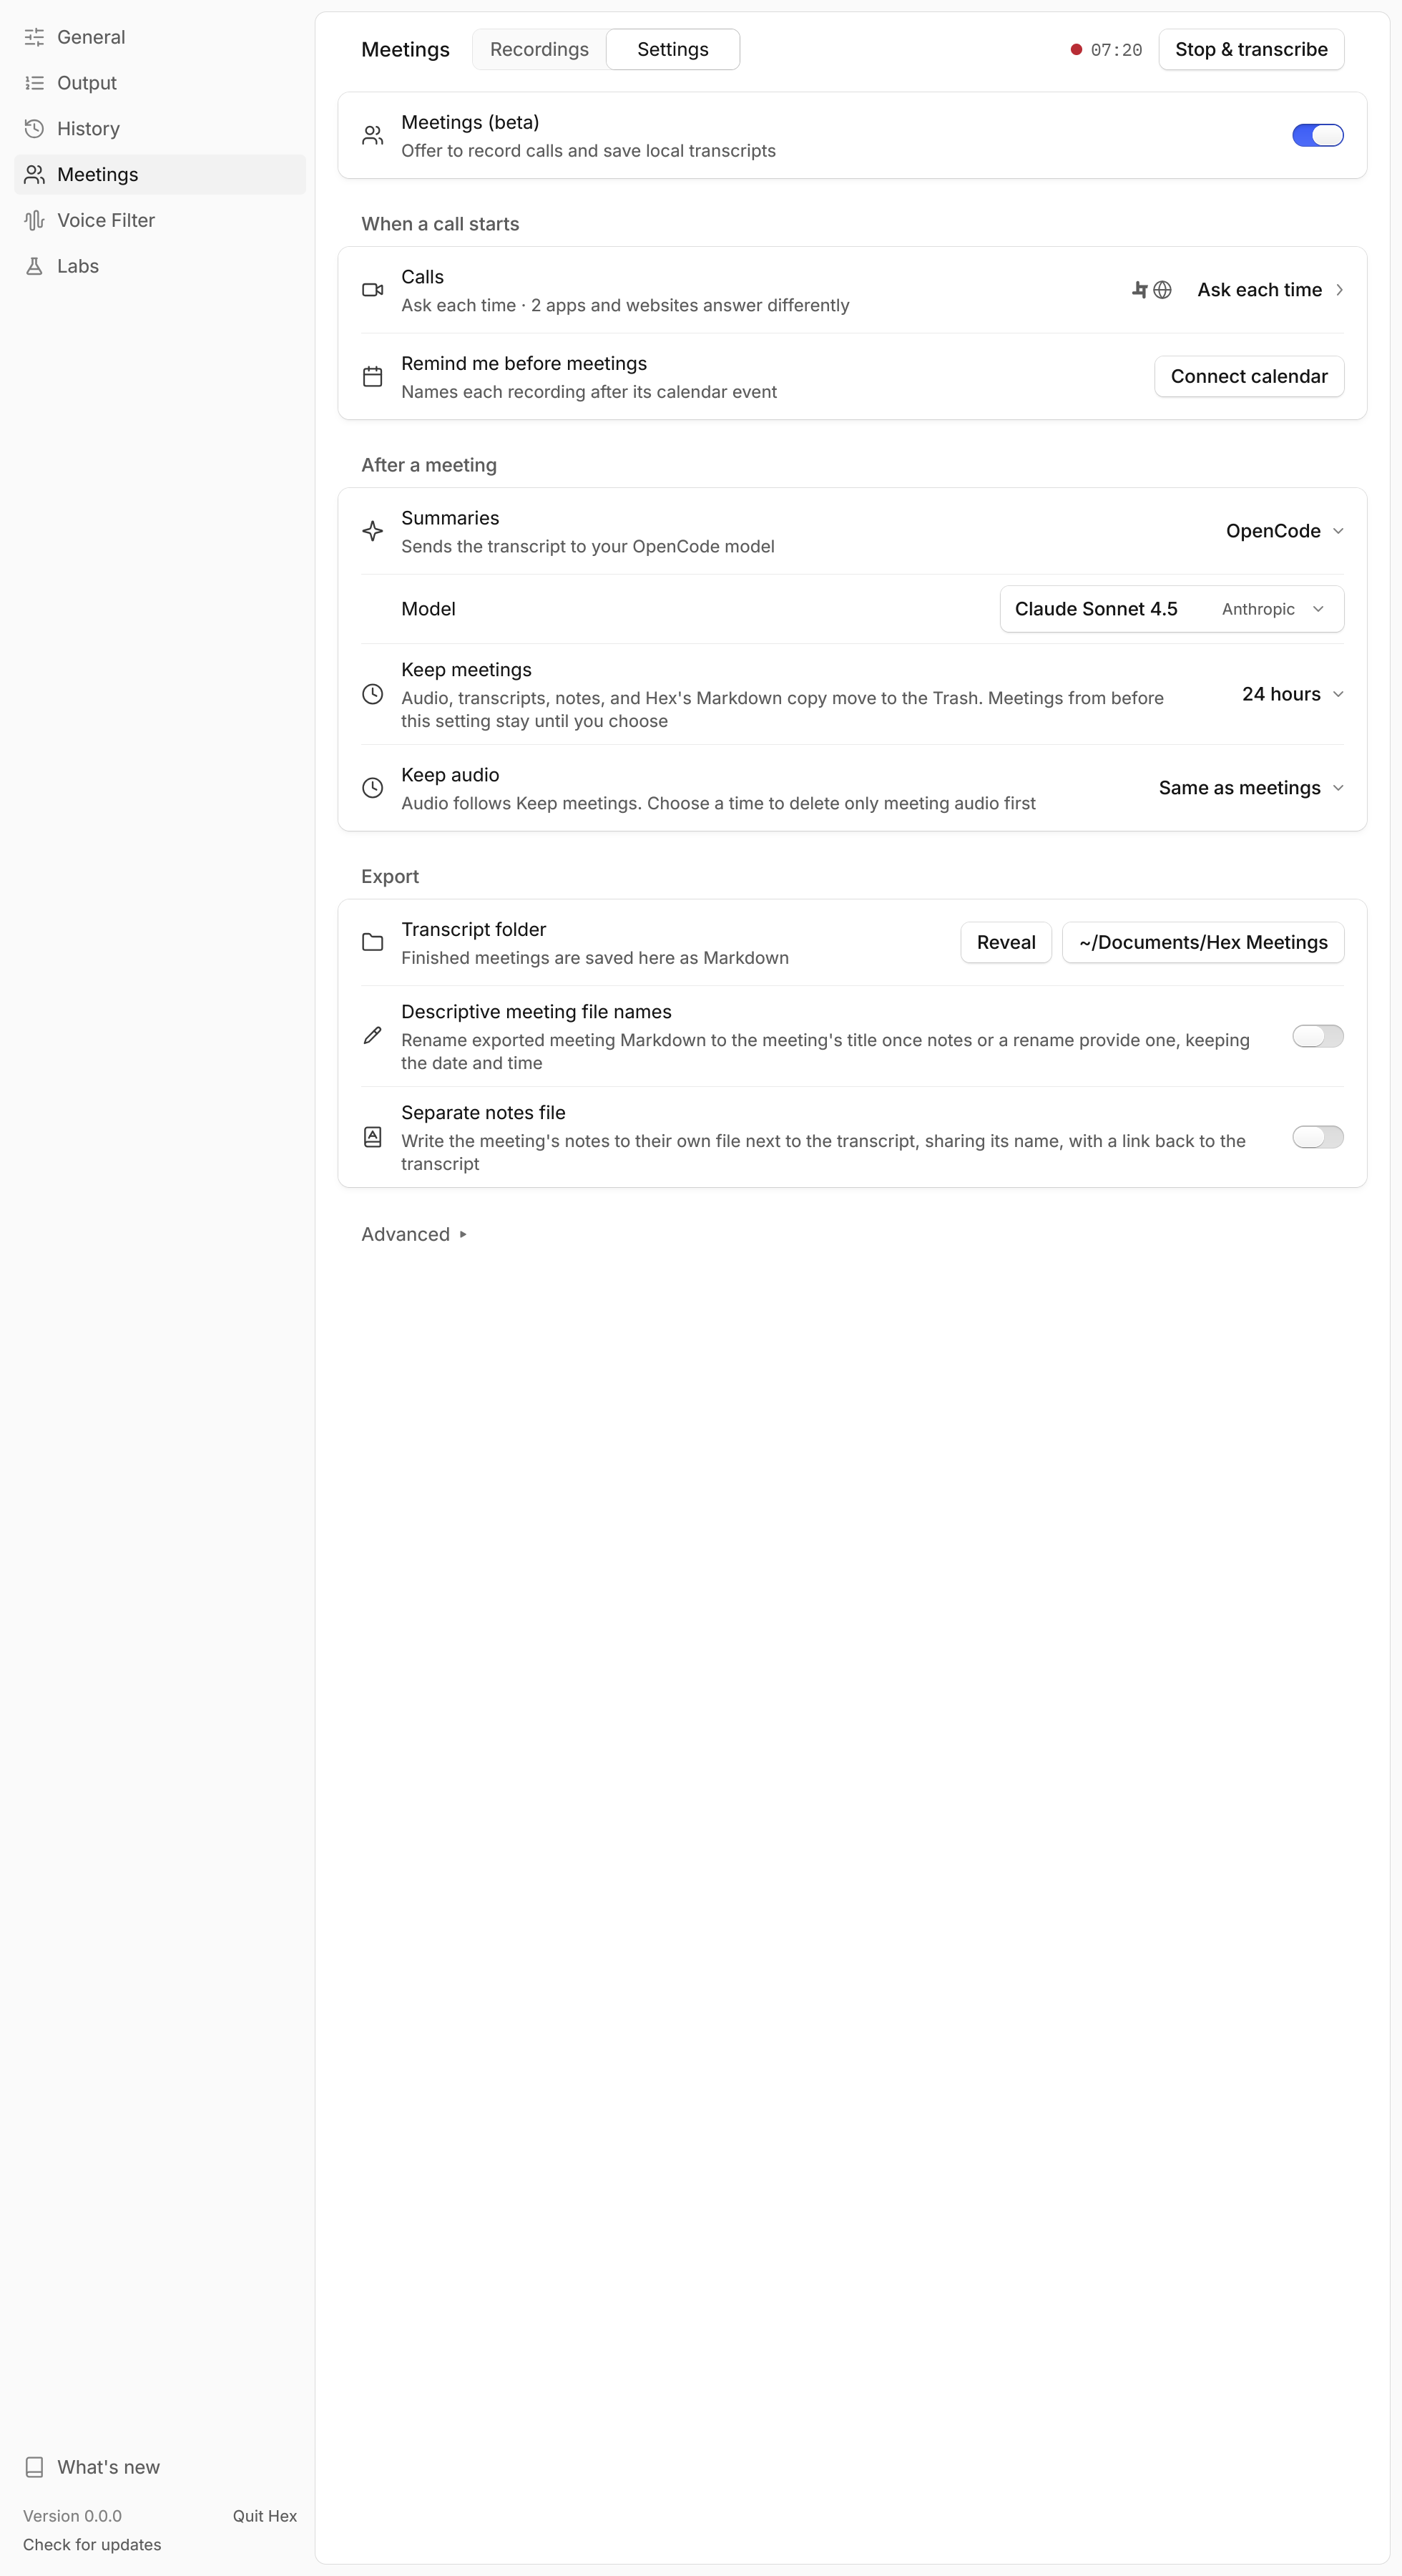 General
Output
History
Meetings
Voice Filter
Labs
Meetings
Recordings
Settings
07:20
Stop & transcribe
Meetings (beta)
Offer to record calls and save local transcripts
When a call starts
Calls
Ask each time · 2 apps and websites answer differently
Ask each time
Remind me before meetings
Names each recording after its calendar event
Connect calendar
After a meeting
Summaries
Sends the transcript to your OpenCode model
OpenCode
Model
Claude Sonnet 4.5
Anthropic
Keep meetings
Audio, transcripts, notes, and Hex's Markdown copy move to the Trash. Meetings from before
this setting stay until you choose
24 hours
Keep audio
Audio follows Keep meetings. Choose a time to delete only meeting audio first
Same as meetings
Export
Transcript folder
Finished meetings are saved here as Markdown
Reveal
~/Documents/Hex Meetings
Descriptive meeting file names
Rename exported meeting Markdown to the meeting's title once notes or a rename provide one, keeping
the date and time
Separate notes file
Write the meeting's notes to their own file next to the transcript, sharing its name, with a link back to the
transcript
Advanced
What's new
Version 0.0.0
Quit Hex
Check for updates